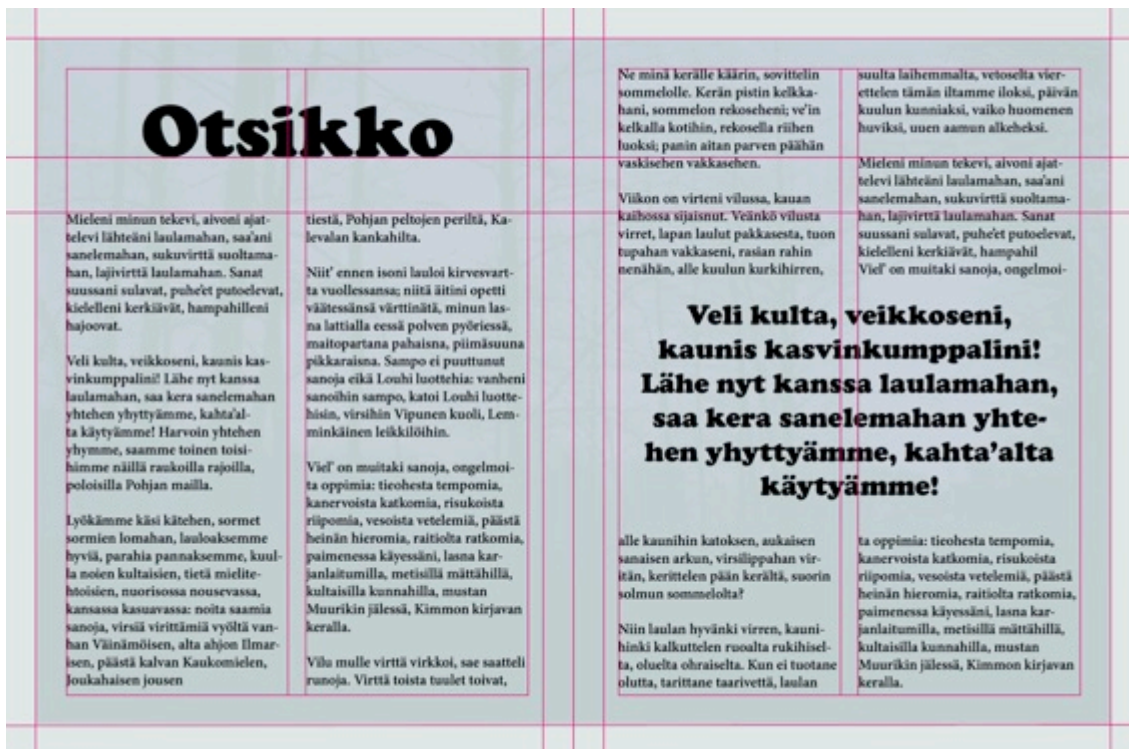 Otsikko
Mieleni minun tekevi, aivoni ajat-
televi lähteäni laulamahan, saa'ani
sanelemahan, sukuvirttä suoltama-
han, lajivirttä laulamahan. Sanat
suussani sulavat, puhe'et putoelevat,
kielelleni kerkiävät, hampahilleni
hajoovat.
Veli kulta, veikkoseni, kaunis kas-
vinkumppalini! Lähe nyt kanssa
laulamahan, saa kera sanelemahan
yhtehen yhyttyämme, kahta'al-
ta käytyämme! Harvoin yhtehen
yhymme, saamme toinen toisi-
himme näillä raukoilla rajoilla,
poloisilla Pohjan mailla.
Lyökämme käsi kätehen, sormet
sormien lomahan, lauloaksemme
hyviä, parahia pannaksemme, kuul-
la noien kultaisien, tietä mielite-
htoisien, nuorisossa nousevassa,
kansassa kasuavassa: noita saamia
sanoja, virsiä virittämiä vyöltä van-
han Väinämöisen, alta ahjon Ilmar-
isen, päästä kalvan Kaukomielen,
Joukahaisen jousen
tiestä, Pohjan peltojen periltä, Ka-
levalan kankahilta.
Niit' ennen isoni lauloi kirvesvart-
ta vuollessansa; niitä äitini opetti
väätessänsä värttinätä, minun las-
na lattialla eessä polven pyöriessä,
maitopartana pahaisna, piimäsuuna
pikkaraisna. Sampo ei puuttunut
sanoja eikä Louhi luottehia: vanheni
sanoihin sampo, katoi Louhi luotte-
hisin, virsihin Vipunen kuoli, Lem-
minkäinen leikkilöihin.
Viel' on muitaki sanoja, ongelmoi-
ta oppimia: tieohesta tempomia,
kanervoista katkomia, risukoista
riipomia, vesoista vetelemiä, päästä
heinän hieromia, raitiolta ratkomia,
paimenessa käyessäni, lasna kar-
janlaitumilla, metisillä mättähillä,
kultaisilla kunnahilla, mustan
Muurikin jälessä, Kimmon kirjavan
keralla.
Vilu mulle virttä virkkoi, sae saatteli
runoja. Virttä toista tuulet toivat,
Ne minä kerälle käärin, sovittelin
sommelolle. Kerän pistin kelkka-
hani, sommelon rekoseheni; ve'in
kelkalla kotihin, rekosella riihen
luoksi; panin aitan parven päähän
vaskisehen vakkasehen.
Viikon on virteni vilussa, kauan
kaihossa sijaisnut. Veänkö vilusta
virret, lapan laulut pakkasesta, tuon
tupahan vakkaseni, rasian rahin
nenähän, alle kuulun kurkihirren,
suulta laihemmalta, vetoselta vier-
ettelen tämän iltamme iloksi, päivän
kuulun kunniaksi, vaiko huomenen
huviksi, uuen aamun alkeheksi.
Mieleni minun tekevi, aivoni ajat-
televi lähteäni laulamahan, saa'ani
sanelemahan, sukuvirttä suoltama-
han, lajivirttä laulamahan. Sanat
suussani sulavat, puhe'et putoelevat,
kielelleni kerkiävät, hampahil
Viel' on muitaki sanoja, ongelmoi-
Veli kulta, veikkoseni,
kaunis kasvinkumppalini!
Lähe nyt kanssa laulamahan,
saa kera sanelemahan yhte-
hen yhyttyämme, kahta'alta
käytyämme!
alle kaunihin katoksen, aukaisen
sanaisen arkun, virsilippahan vir-
itän, kerittelen pään kerältä, suorin
solmun sommelolta?
Niin laulan hyvänki virren, kauni-
hinki kalkuttelen ruoalta rukihisel-
ta, oluelta ohraiselta. Kun ei tuotane
olutta, tarittane taarivettä, laulan
ta oppimia: tieohesta tempomia,
kanervoista katkomia, risukoista
riipomia, vesoista vetelemiä, päästä
heinän hieromia, raitiolta ratkomia,
paimenessa käyessäni, lasna kar-
janlaitumilla, metisillä mättähillä,
kultaisilla kunnahilla, mustan
Muurikin jälessä, Kimmon kirjavan
keralla.